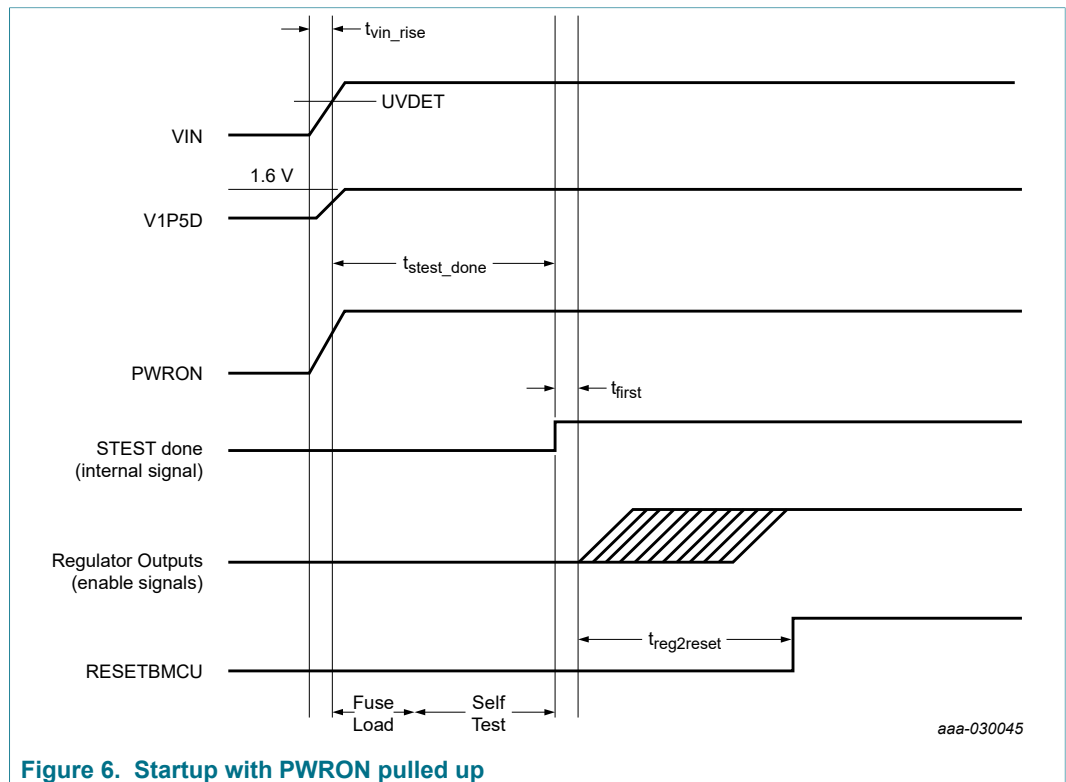 tvin_rise
UVDET
VIN
1.6 V
V1P5D
tstest_done
PWRON
tfirst
STEST done
(internal signal)
Regulator Outputs
(enable signals)
treg2reset
RESETBMCU
Fuse
Load
Self
Test
aaa-030045
Figure 6. Startup with PWRON pulled up